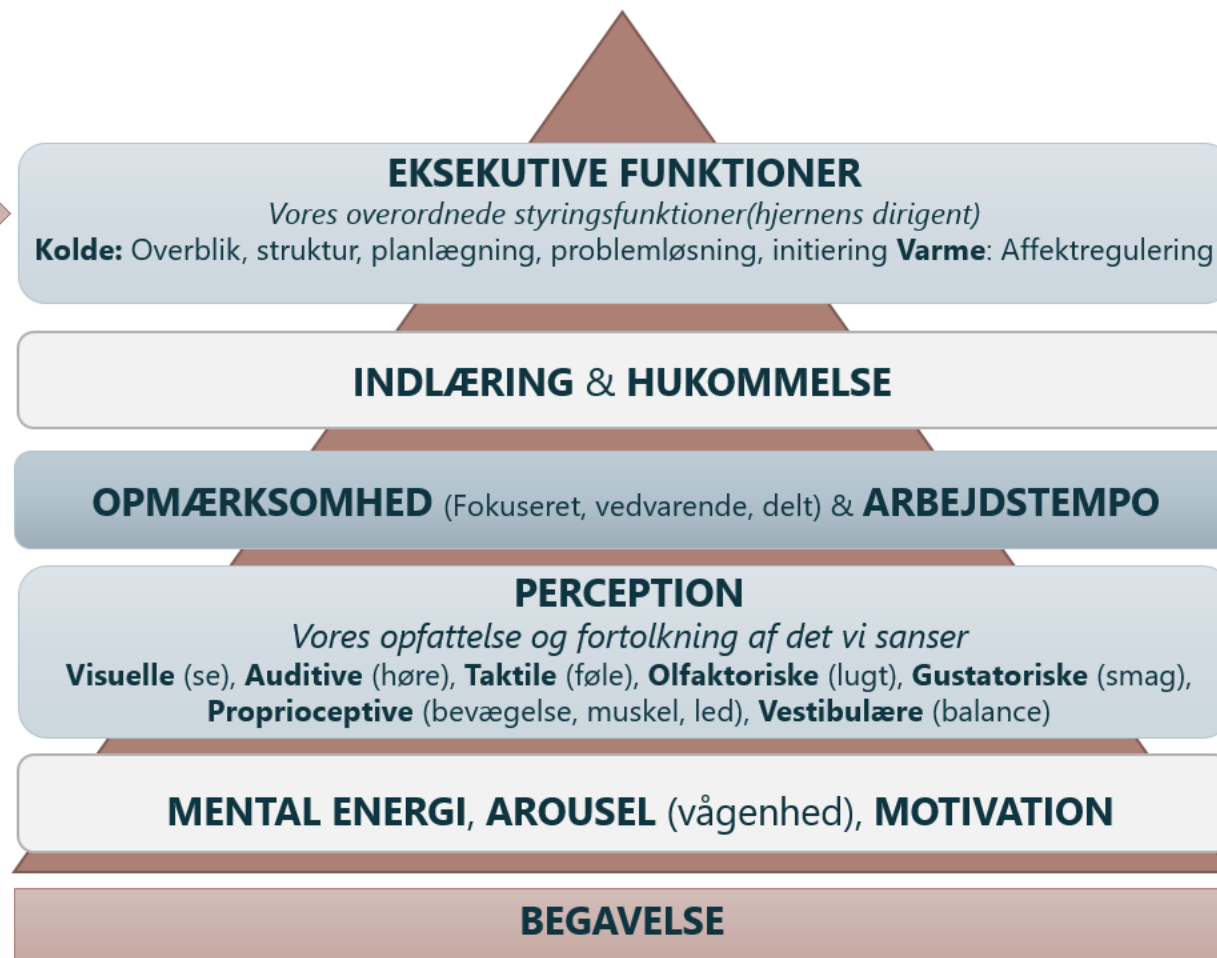 EKSEKUTIVE FUNKTIONER
Vores overordnede styringsfunktioner(hjernens dirigent)
Kolde: Overblik, struktur, planlægning, problemløsning, initiering Varme: Affektregulering
INDLÆRING & HUKOMMELSE
OPMÆRKSOMHED (Fokuseret, vedvarende, delt) & ARBEJDSTEMPO
PERCEPTION
Vores opfattelse og fortolkning af det vi sanser
Visuelle (se), Auditive (høre), Taktile (føle), Olfaktoriske (lugt), Gustatoriske (smag),
Proprioceptive (bevægelse, muskel, led), Vestibulære (balance)
MENTAL ENERGI, AROUSEL (vågenhed), MOTIVATION
BEGAVELSE